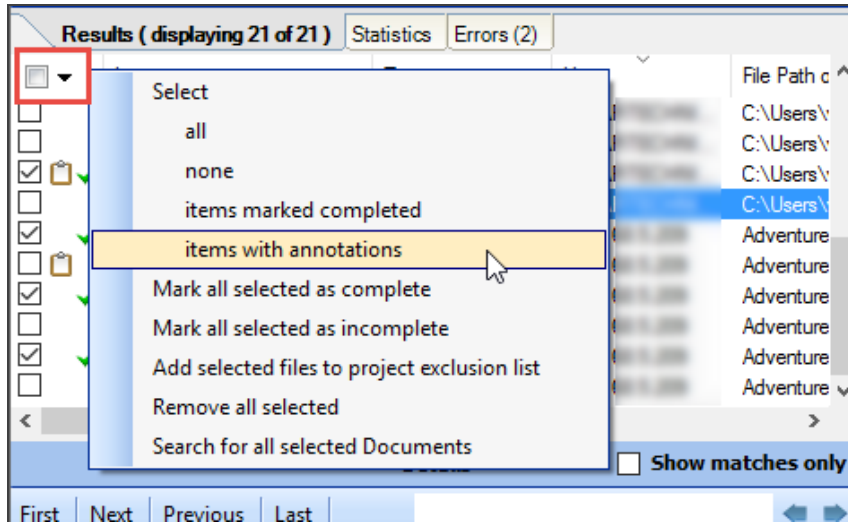 Results ( displaying 21 of 21 ) Statistics Errors (2)
File Path
Select
all
none
items marked completed
items with annotations
Mark all selected as complete
Mark all selected as incomplete
Add selected files to project exclusion list
Remove all selected
Search for all selected Documents
C:\Users\
C:\Users\
C:\Users\
C:\Users\
Adventure
Adventure
Adventure
Adventure
Adventure
Show matches only
First Next Previous Last